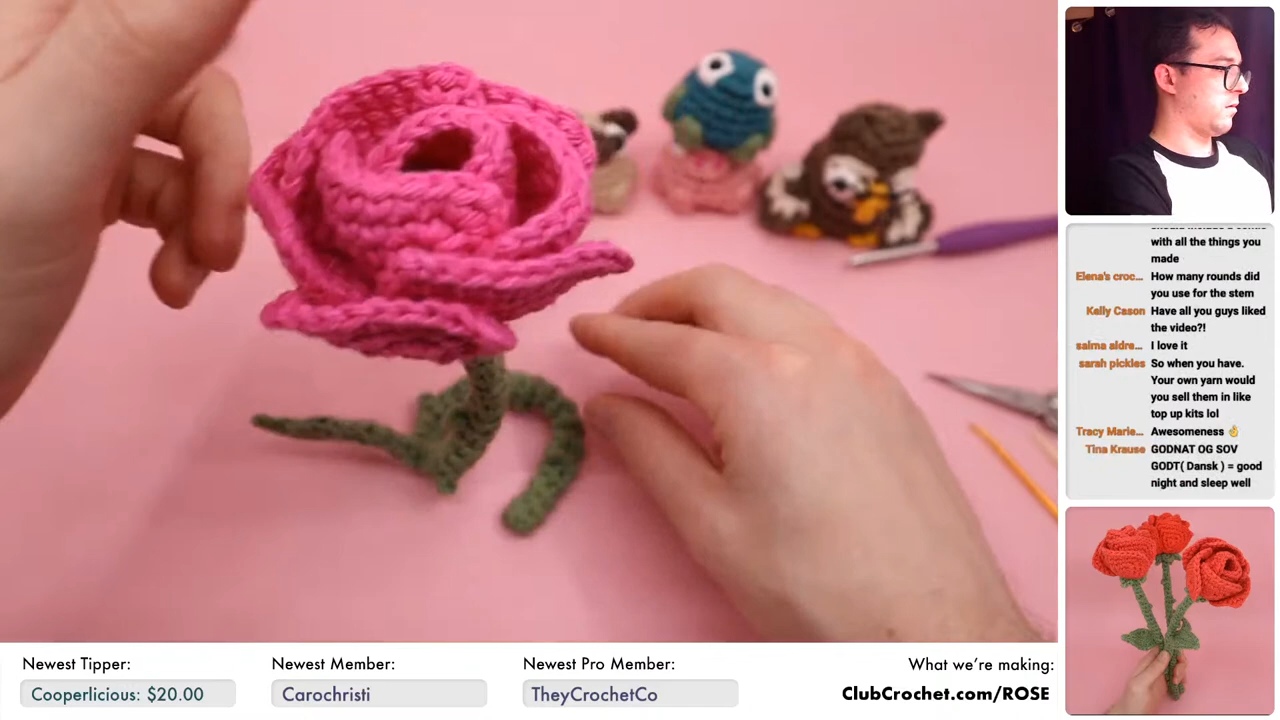 with all the things you
made
Elena's croc... How many rounds did
you use for the stem
Kelly Cason Have all you guys liked
the video?!
salma aldre... I love it
sarah pickles So when you have.
Your own yarn would
you sell them in like
top up kits lol
Tracy Marie... Awesomeness 👌
Tina Krause GODNAT OG SOV
GODT( Dansk ) = good
night and sleep well
Newest Tipper: Newest Member: Newest Pro Member: What we're making:
Cooperlicious: $20.00 Carochristi TheyCrochetCo ClubCrochet.com/ROSE